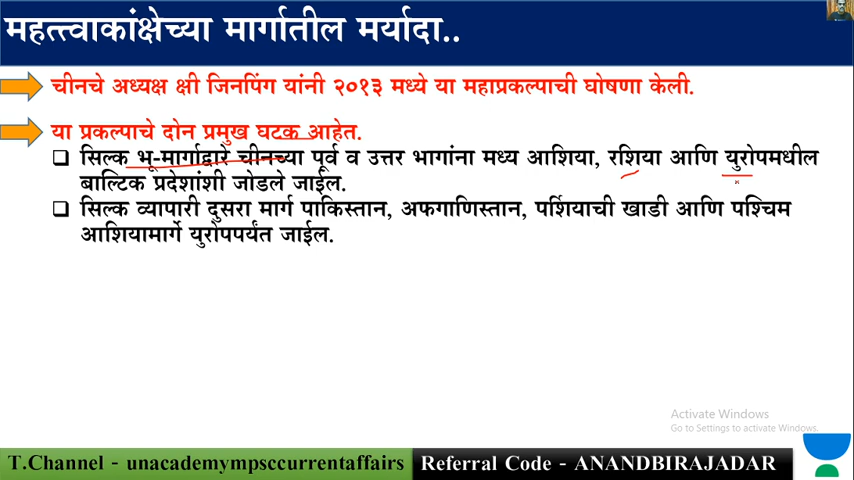 महत्त्वाकांक्षेच्या मार्गातील मर्यादा..
चीनचे अध्यक्ष क्षी जिनपिंग यांनी २०१३ मध्ये या महाप्रकल्पाची घोषणा केली.
या प्रकल्पाचे दोन प्रमुख घटक आहेत.
सिल्क भू-मार्गाद्वारे चीनच्या पूर्व व उत्तर भागांना मध्य आशिया, रशिया आणि युरोपमधील
बाल्टिक प्रदेशांशी जोडले जाईल.
सिल्क व्यापारी दुसरा मार्ग पाकिस्तान, अफगाणिस्तान, पर्शियाची खाडी आणि पश्चिम
आशियामार्गे युरोपपर्यंत जाईल.
Activate Windows
Go to Settings to activate Windows.
T.Channel - unacademympsccurrentaffairs
Referral Code - ANANDBIRAJADAR